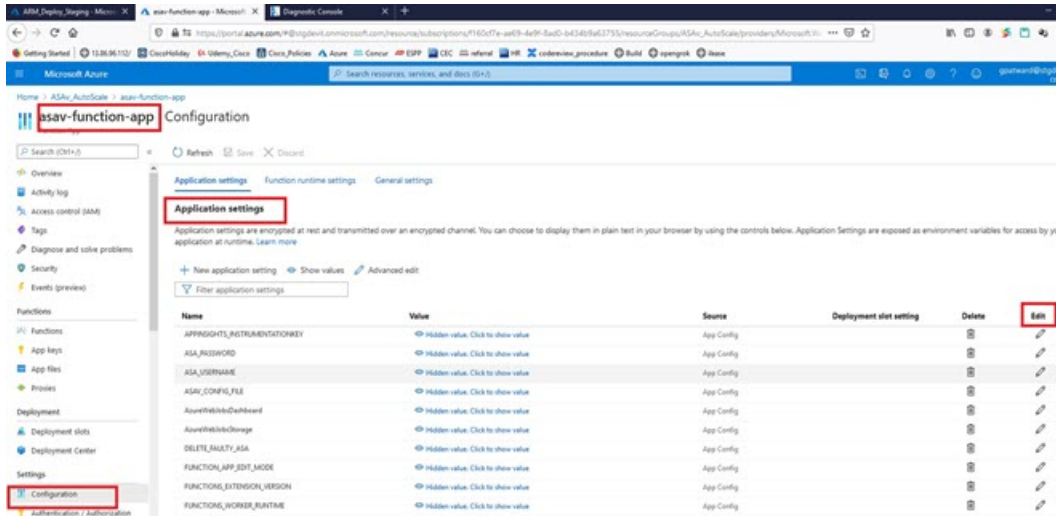 ARM_Deploy_Staging - Micro
asav-function-app - Microsoft
Diagnostic Console
Getting Started
CiscoHoliday
Udemy_Cisco
Cisco_Policies
Azure
Concur
ESPP
CEC
referral
HR
codereview_procedure
Build
opengrok
ilease
Microsoft Azure
Search resources, services, and docs (G+/)
Home > ASAv_AutoScale > asav-function-app
asav-function-app Configuration
Function App
Search (Ctrl+/)
Refresh Save Discard
Overview
Activity log
Access control (IAM)
Tags
Diagnose and solve problems
Security
Events (preview)
Functions
Functions
App keys
App files
Proxies
Deployment
Deployment slots
Deployment Center
Settings
Configuration
Authentication / Authorization
Application settings Function runtime settings General settings
Application settings
Application settings are encrypted at rest and transmitted over an encrypted channel. You can choose to display them in plain text in your browser by using the controls below. Application Settings are exposed as environment variables for access by
application at runtime. Learn more
New application setting Show values Advanced edit
Filter application settings
Name Value Source Deployment slot setting Delete Edit
APPINSIGHTS_INSTRUMENTATIONKEY Hidden value. Click to show value App Config
ASA_PASSWORD Hidden value. Click to show value App Config
ASA_USERNAME Hidden value. Click to show value App Config
ASAV_CONFIG_FILE Hidden value. Click to show value App Config
AzureWebJobsDashboard Hidden value. Click to show value App Config
AzureWebJobsStorage Hidden value. Click to show value App Config
DELETE_FAULTY_ASA Hidden value. Click to show value App Config
FUNCTION_APP_EDIT_MODE Hidden value. Click to show value App Config
FUNCTIONS_EXTENSION_VERSION Hidden value. Click to show value App Config
FUNCTIONS_WORKER_RUNTIME Hidden value. Click to show value App Config